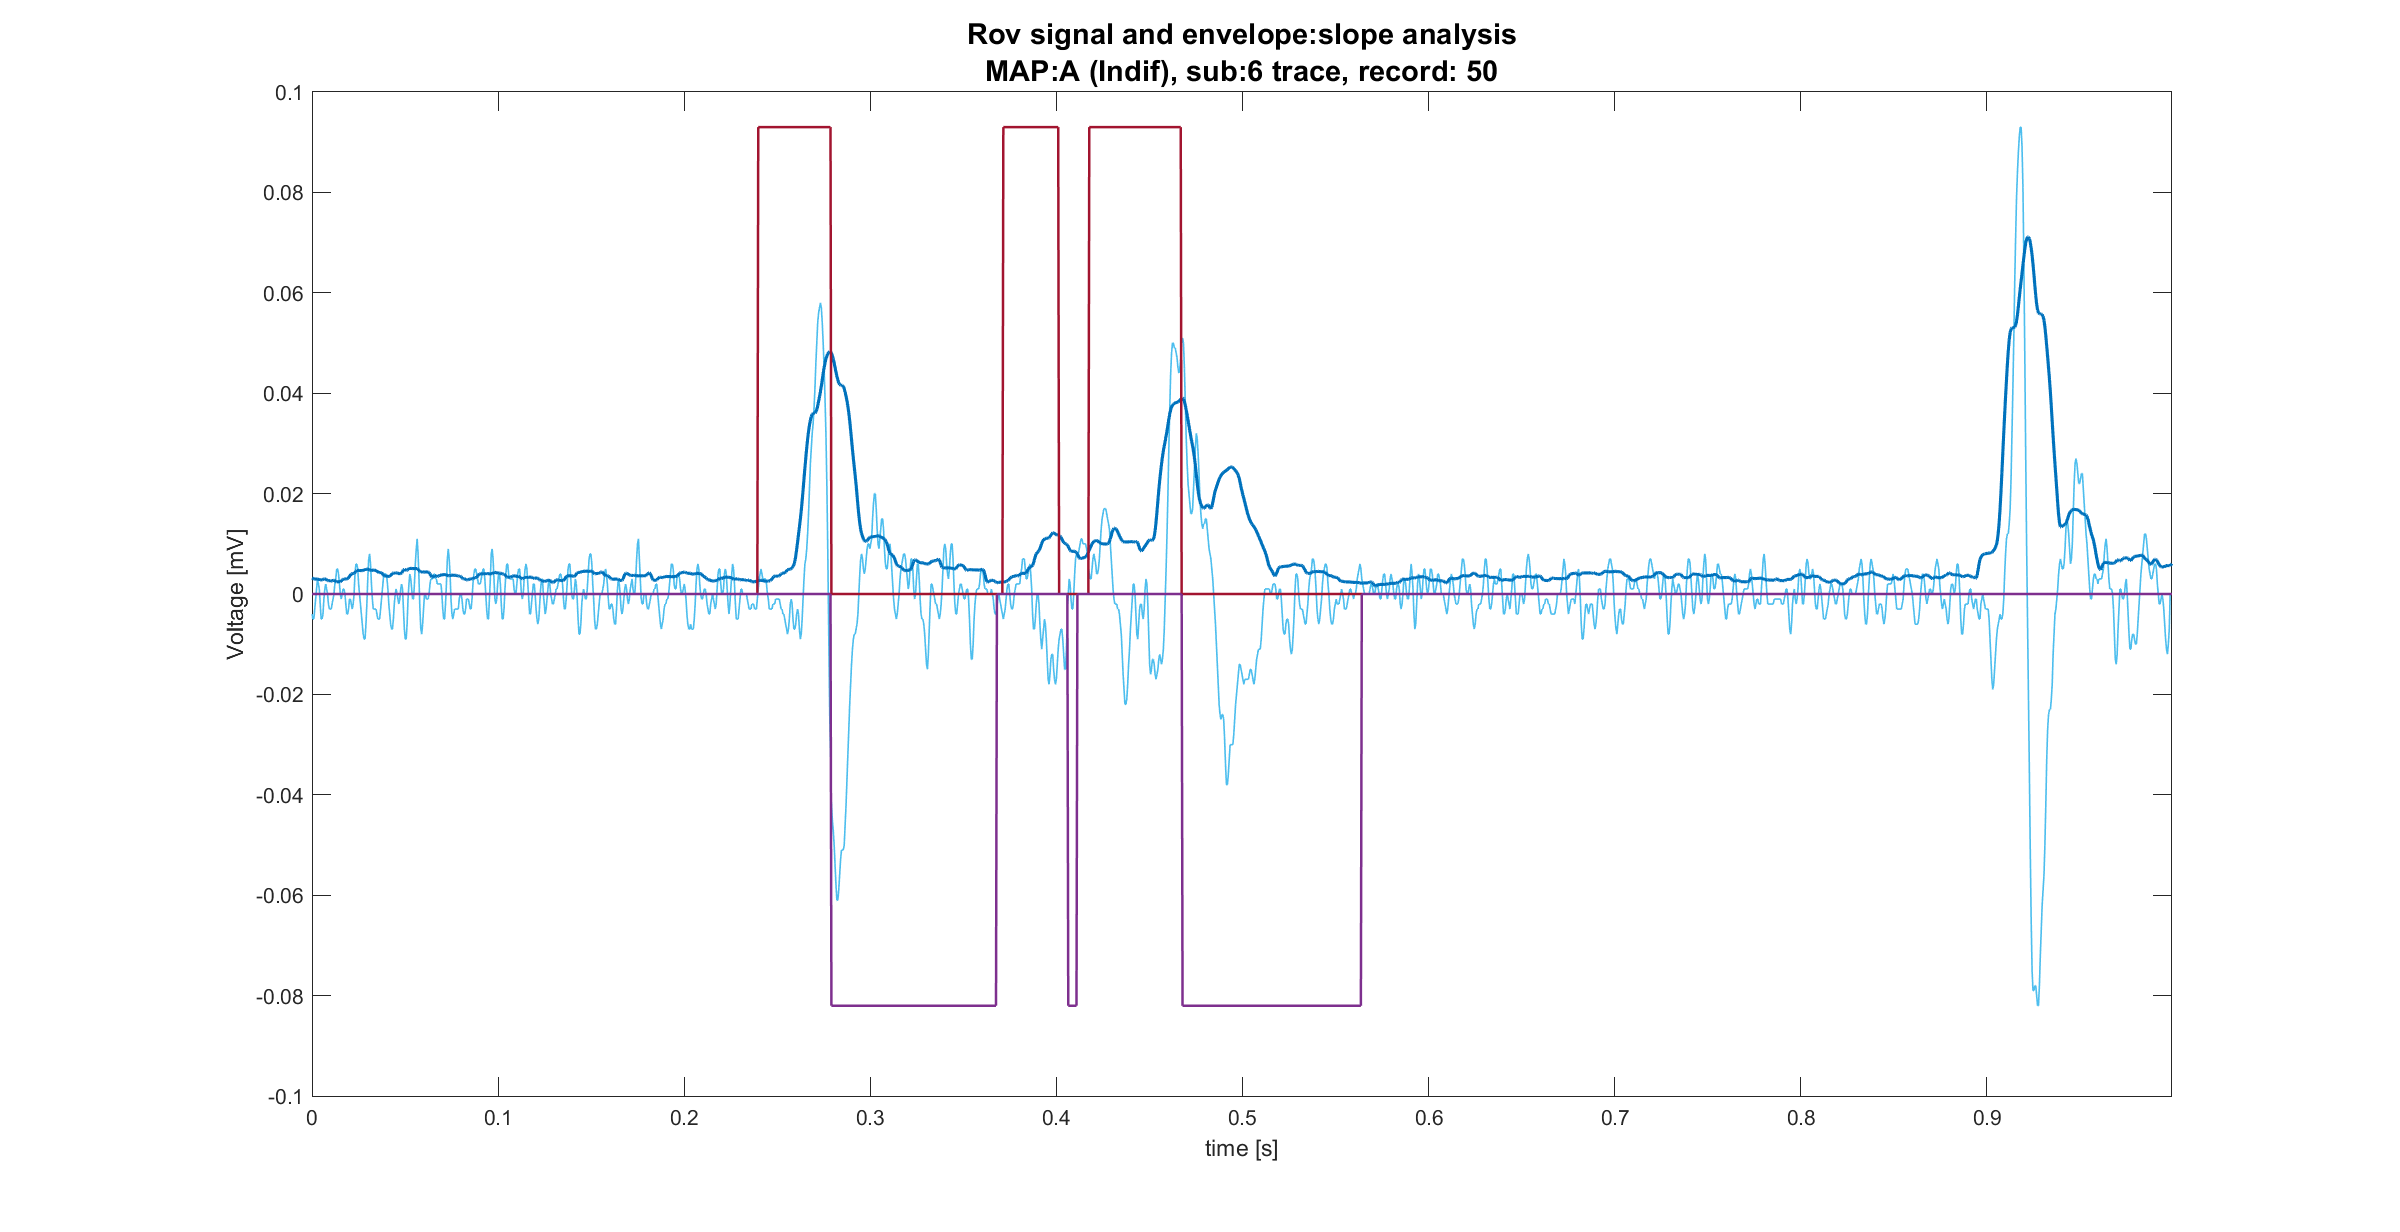 Rov signal and envelope:slope analysis
MAP:A (Indif), sub:6 trace, record: 50
0.1
0.08
0.06
0.04
0.02
0
-0.02
-0.04
-0.06
-0.08
-0.1
Voltage [mV]
0 0.1 0.2 0.3 0.4 0.5 0.6 0.7 0.8 0.9
time [s]